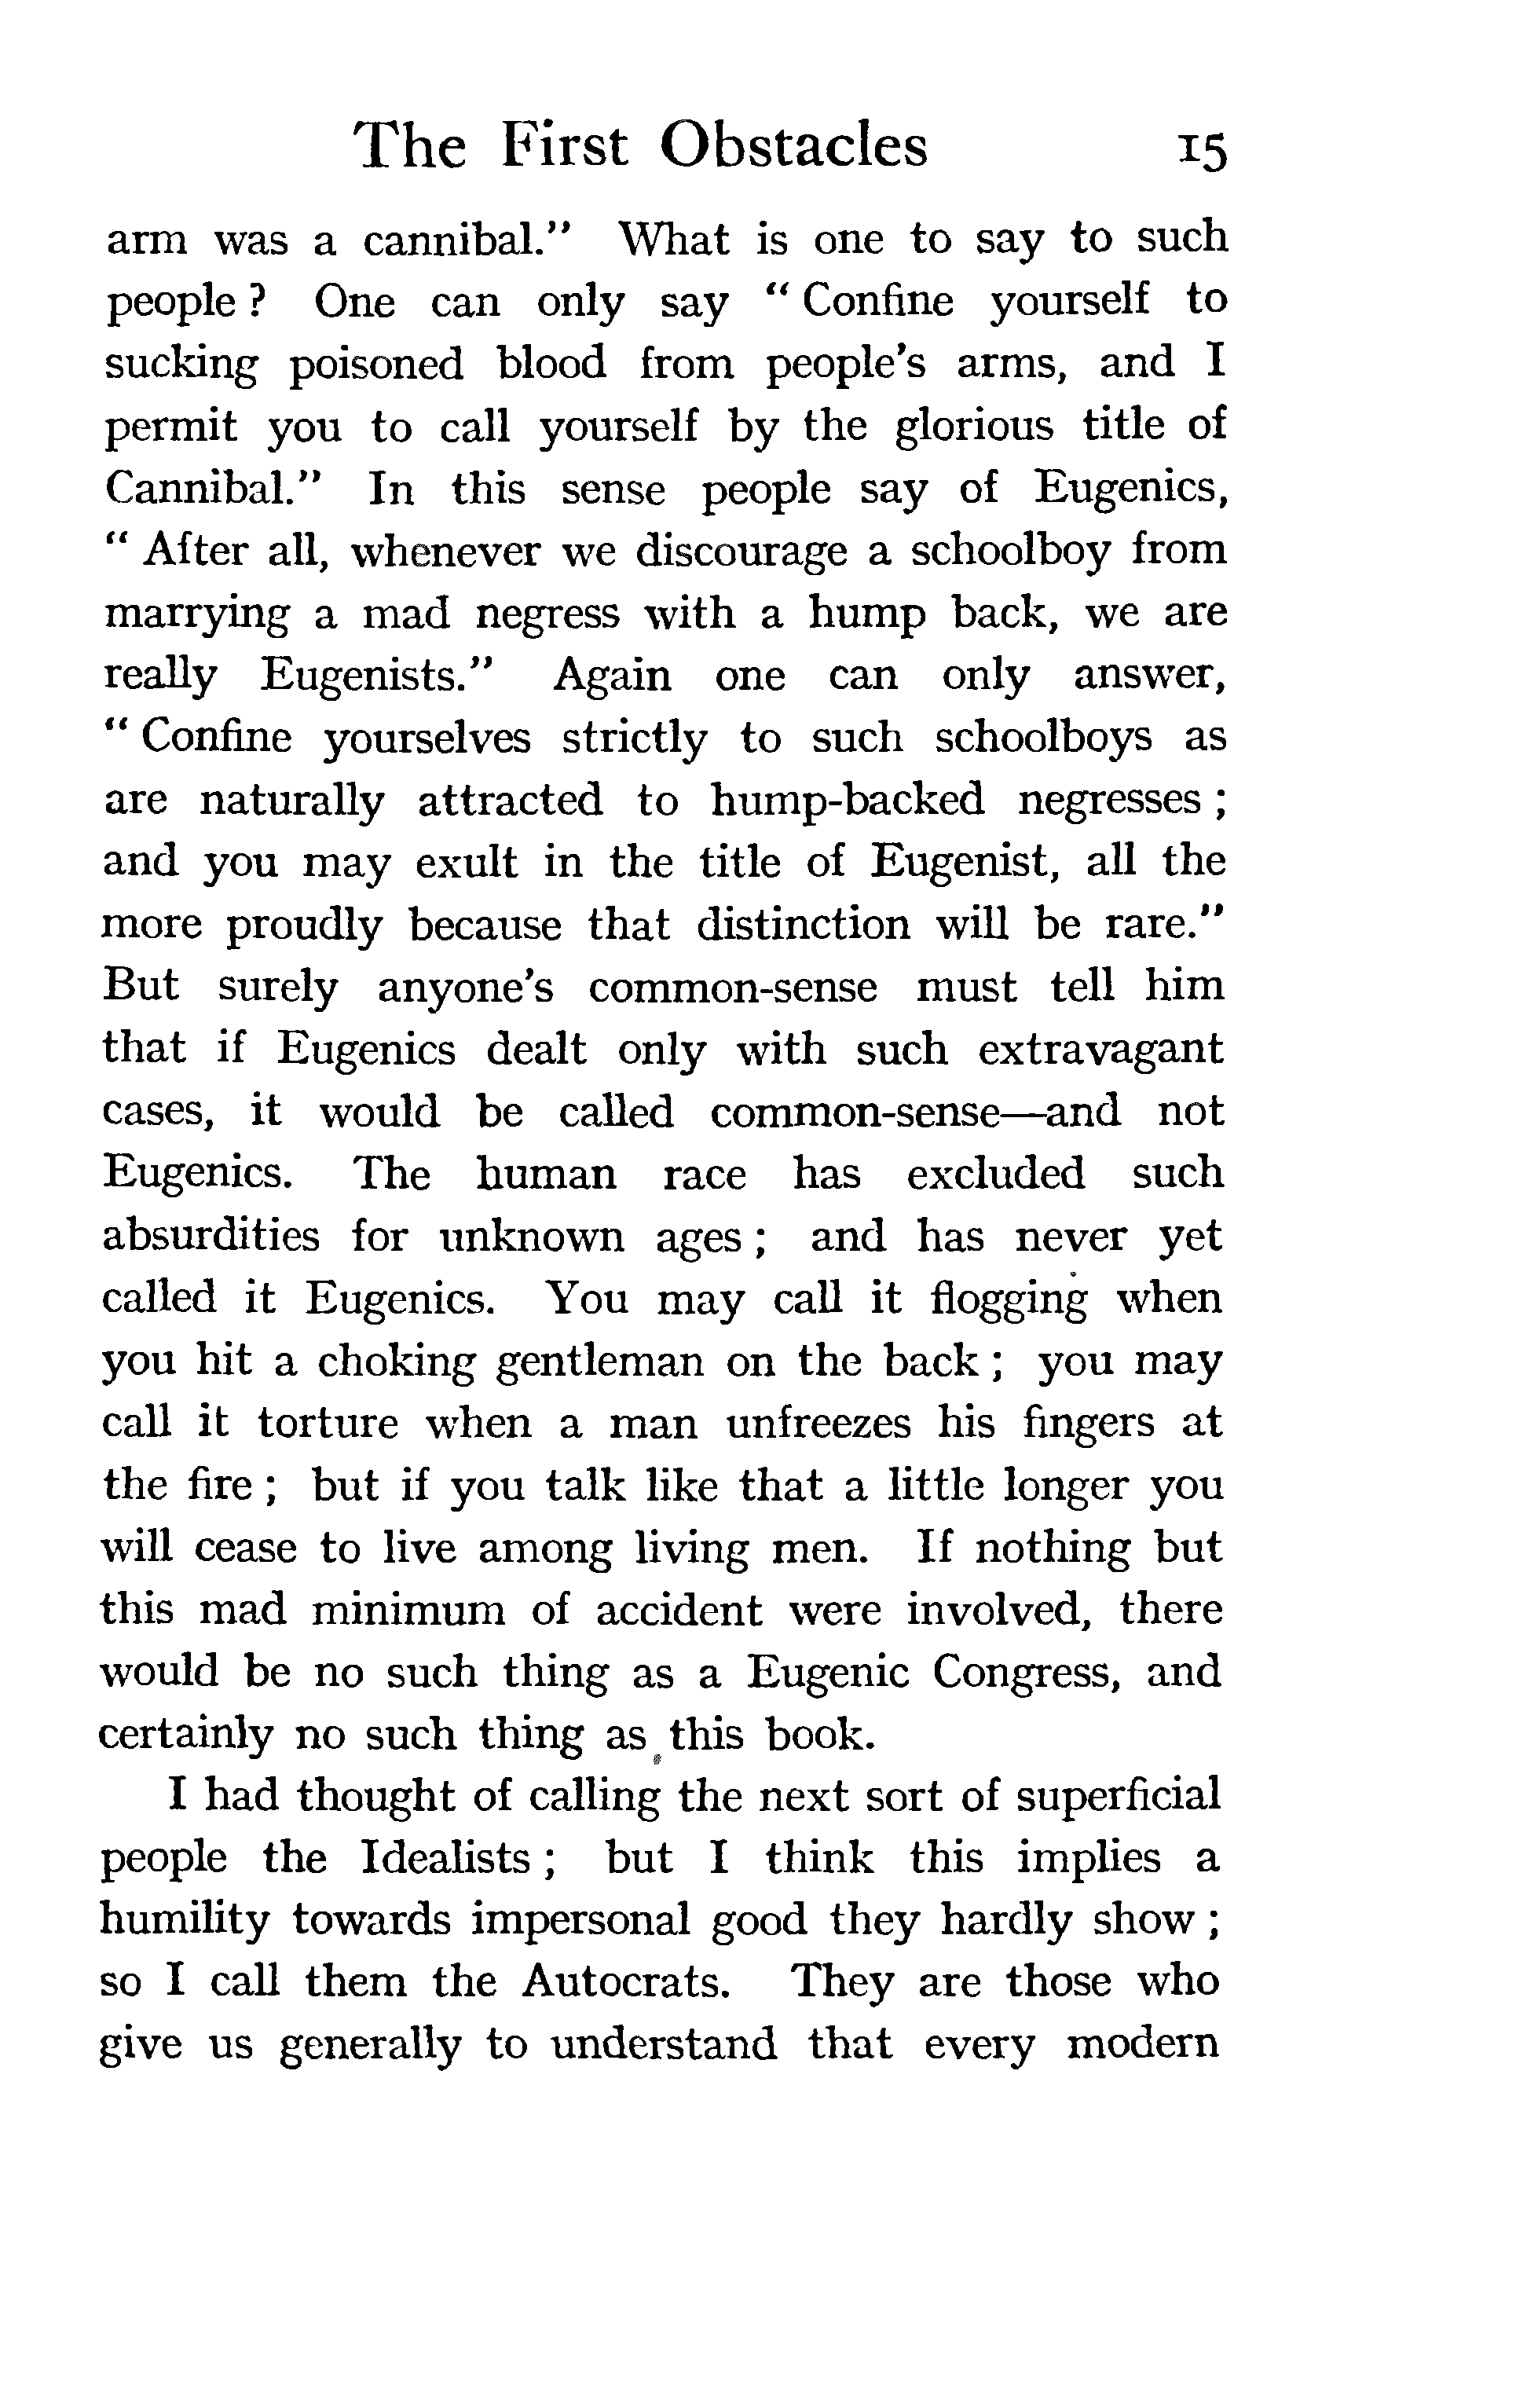 The First Obstacles 15
arm was a cannibal." What is one to say to such
people ? One can only say " Confine yourself to
sucking poisoned blood from people's arms, and I
permit you to call yourself by the glorious title of
Cannibal." In this sense people say of Eugenics,
" After all, whenever we discourage a schoolboy from
marrying a mad negress with a hump back, we are
really Eugenists." Again one can only answer,
" Confine yourselves strictly to such schoolboys as
are naturally attracted to hump-backed negresses ;
and you may exult in the title of Eugenist, all the
more proudly because that distinction will be rare."
But surely anyone's common-sense must tell him
that if Eugenics dealt only with such extravagant
cases, it would be called common-sense—and not
Eugenics. The human race has excluded such
absurdities for unknown ages ; and has never yet
called it Eugenics. You may call it flogging when
you hit a choking gentleman on the back ; you may
call it torture when a man unfreezes his fingers at
the fire ; but if you talk like that a little longer you
will cease to live among living men. If nothing but
this mad minimum of accident were involved, there
would be no such thing as a Eugenic Congress, and
certainly no such thing as this book.
I had thought of calling the next sort of superficial
people the Idealists ; but I think this implies a
humility towards impersonal good they hardly show ;
so I call them the Autocrats. They are those who
give us generally to understand that every modern